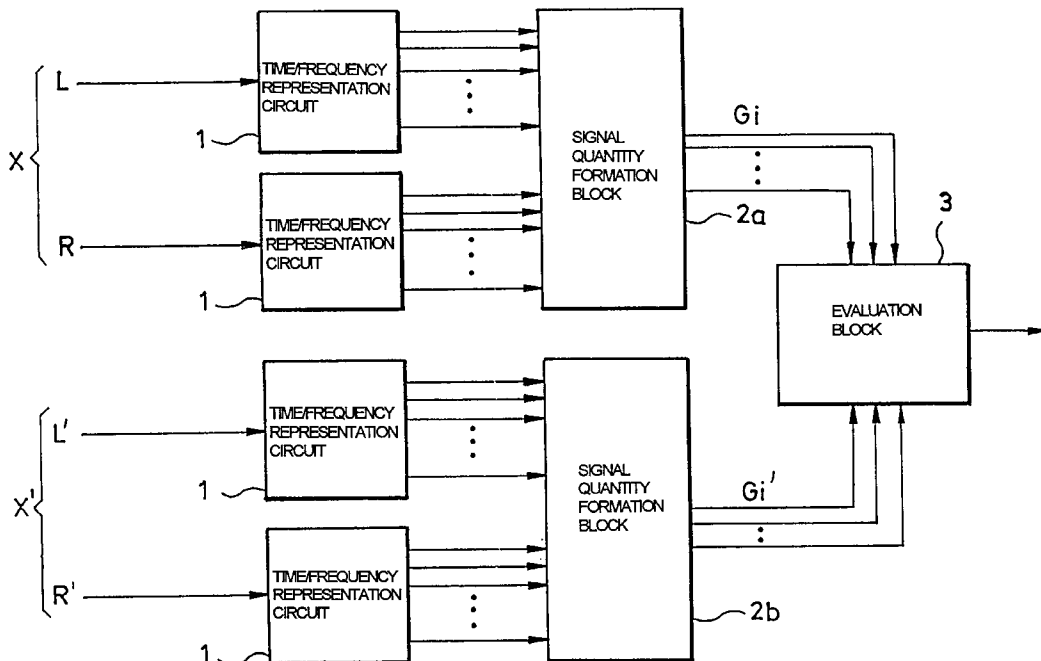 L
TIME/FREQUENCY
REPRESENTATION
CIRCUIT
1
X
R
TIME/FREQUENCY
REPRESENTATION
CIRCUIT
1
SIGNAL
QUANTITY
FORMATION
BLOCK
2a
Gi
3
EVALUATION
BLOCK
L'
TIME/FREQUENCY
REPRESENTATION
CIRCUIT
1
X'
R'
TIME/FREQUENCY
REPRESENTATION
CIRCUIT
1
SIGNAL
QUANTITY
FORMATION
BLOCK
2b
Gi'